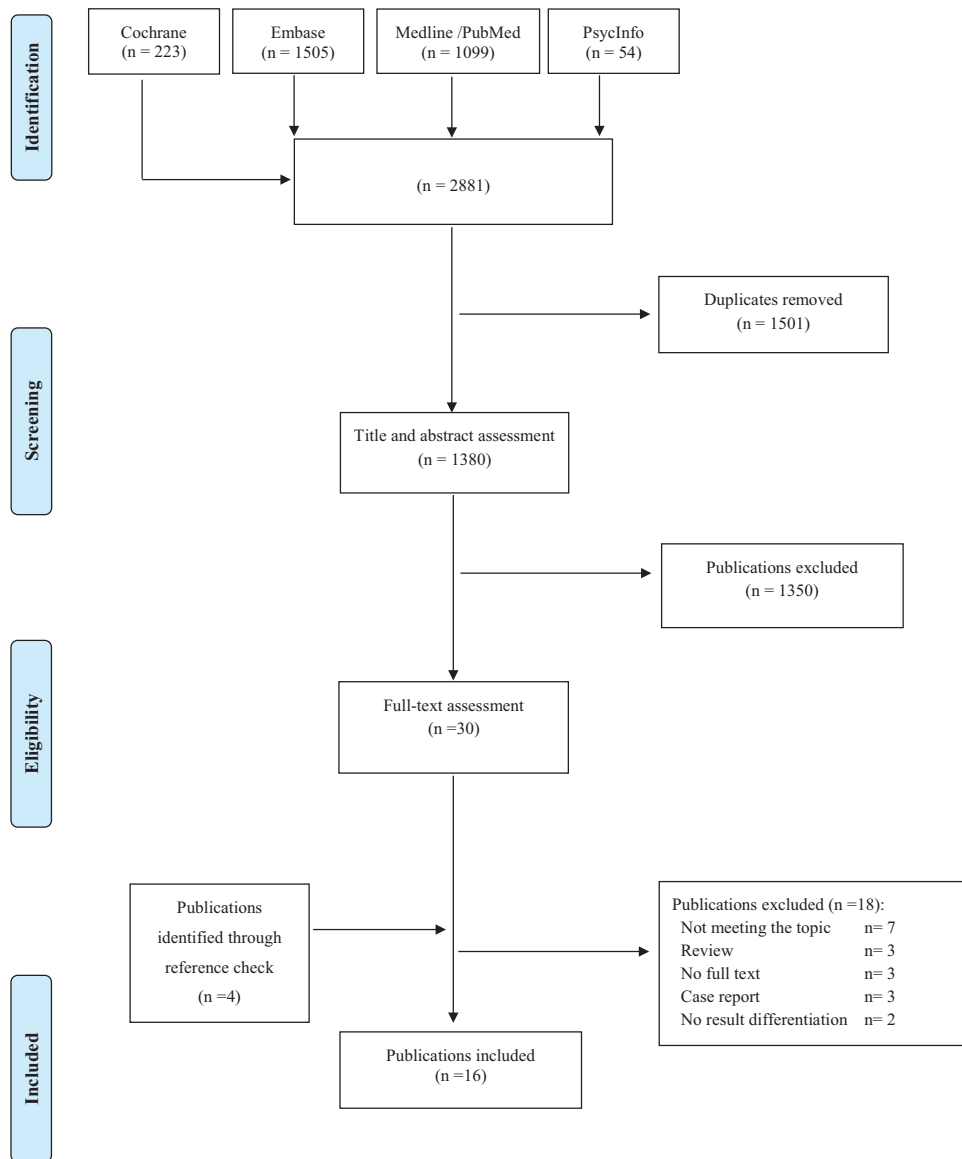 Identification
Cochrane
(n = 223)
Embase
(n = 1505)
Medline /PubMed
(n = 1099)
PsycInfo
(n = 54)
(n = 2881)
Duplicates removed
(n = 1501)
Screening
Title and abstract assessment
(n = 1380)
Publications excluded
(n = 1350)
Eligibility
Full-text assessment
(n =30)
Publications
identified through
reference check
(n =4)
Publications excluded (n =18):
Not meeting the topic n= 7
Review n= 3
No full text n= 3
Case report n= 3
No result differentiation n= 2
Included
Publications included
(n =16)